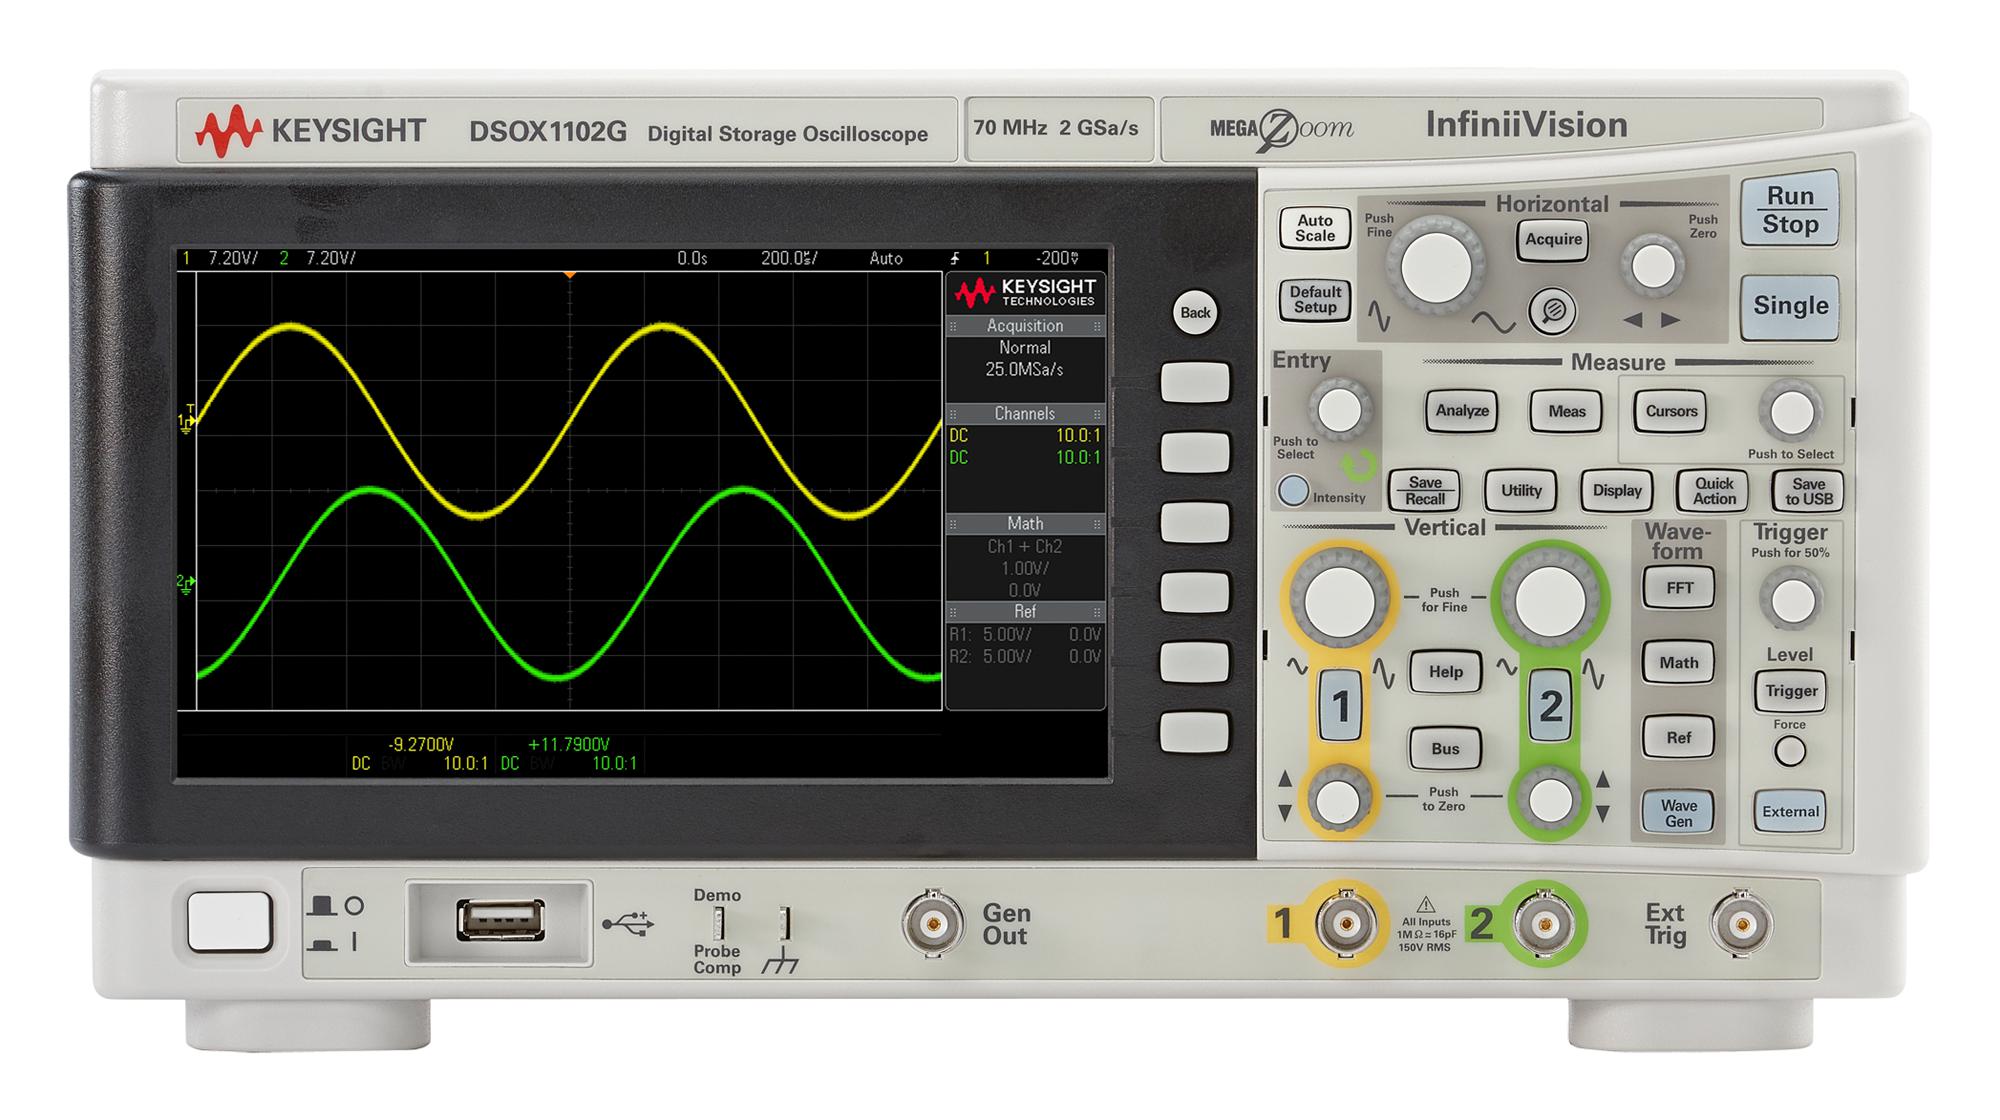 KEYSIGHT DSOX1102G Digital Storage Oscilloscope 70 MHz 2 GSa/s MEGA Zoom InfiniiVision
1 7.20V/ 2 7.20V/ 0.0s 200.0㎲/ Auto 1 -200mV
KEYSIGHT
TECHNOLOGIES
Acquisition
Normal
25.0MSa/s
Channels
DC 10.0:1
DC 10.0:1
Math
Ch1 + Ch2
1.00V/
0.0V
Ref
R1: 5.00V/ 0.0V
R2: 5.00V/ 0.0V
T
1
2
-9.2700V +11.7900V
DC BW 10.0:1 DC BW 10.0:1
Back
Auto
Scale
Default
Setup
Horizontal
Push
Fine
Acquire
Push
Zero
Run
Stop
Single
Entry
Push to
Select
Intensity
Measure
Analyze
Meas
Cursors
Push to Select
Save
Recall
Utility
Display
Quick
Action
Save
to USB
Vertical
Push
for Fine
1
2
Help
Bus
Push
to Zero
Wave-
form
FFT
Math
Ref
Wave
Gen
Trigger
Push for 50%
Level
Trigger
Force
External
Demo
Probe
Comp
Gen
Out
1
All Inputs
1M Ω = 16pF
150V RMS
2
Ext
Trig